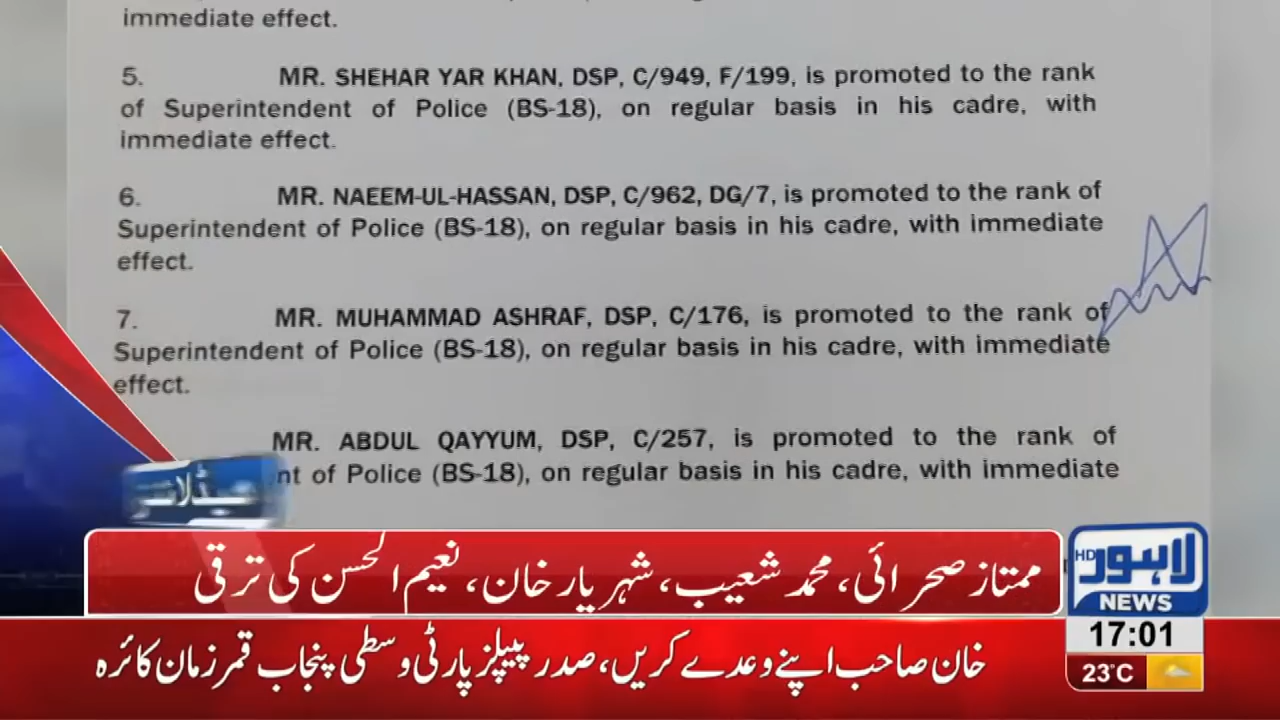 immediate effect.
5. MR. SHEHAR YAR KHAN, DSP, C/949, F/199, is promoted to the rank
of Superintendent of Police (BS-18), on regular basis in his cadre, with
immediate effect.
6. MR. NAEEM-UL-HASSAN, DSP, C/962, DG/7, is promoted to the rank of
Superintendent of Police (BS-18), on regular basis in his cadre, with immediate
effect.
7. MR. MUHAMMAD ASHRAF, DSP, C/176, is promoted to the rank of
Superintendent of Police (BS-18), on regular basis in his cadre, with immediate
effect.
MR. ABDUL QAYYUM, DSP, C/257, is promoted to the rank of
nt of Police (BS-18), on regular basis in his cadre, with immediate
ممتاز صحرائی، محمد شعیب، شہریار خان، نعیم الحسن کی ترقی
خان صاحب اپنے وعدے کریں، صدر پیپلز پارٹی وسطی پنجاب قمر زمان کائرہ
HD لاہور
NEWS
17:01
23°C